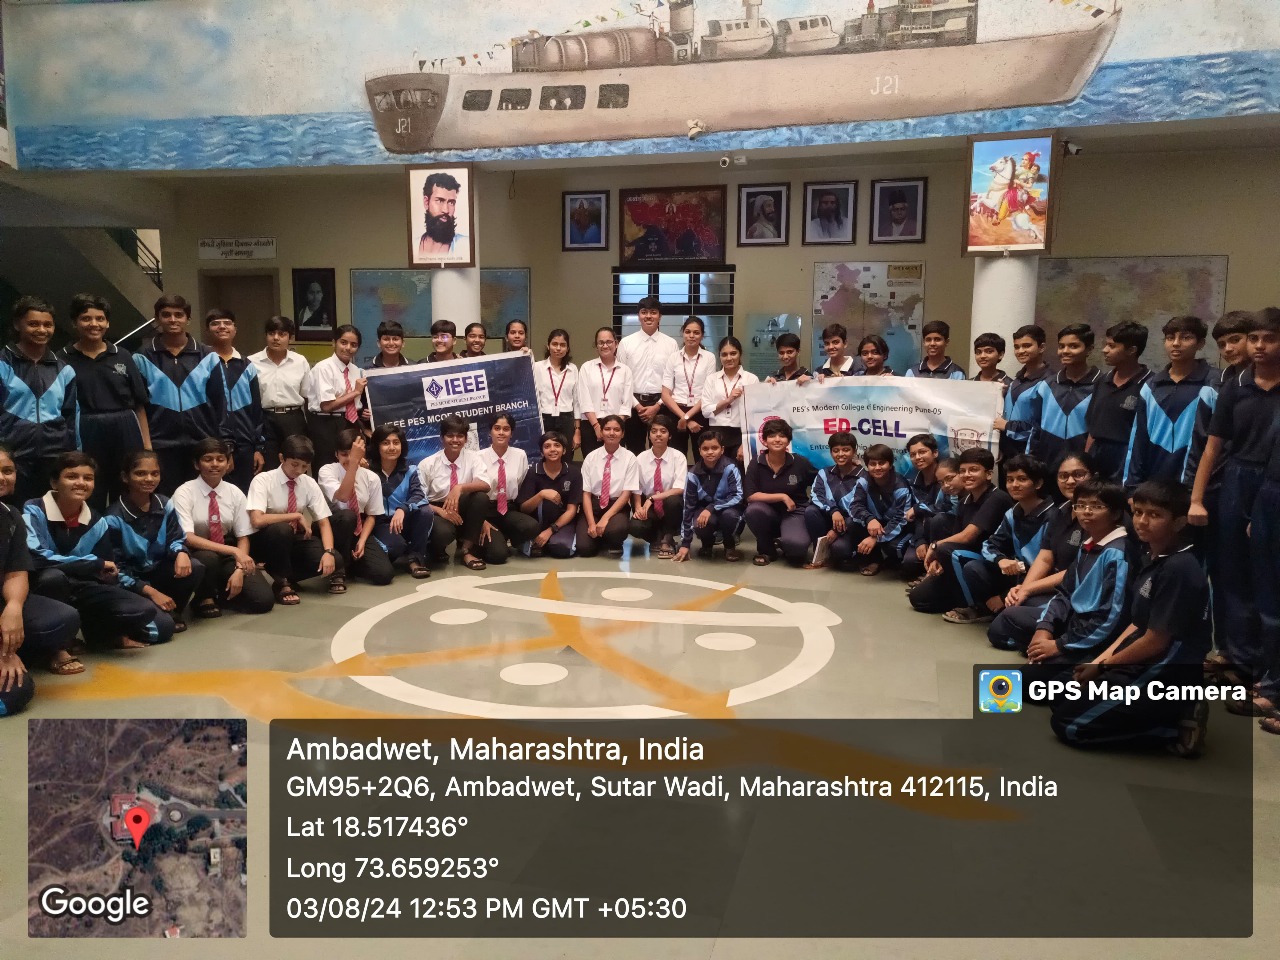 J21
J21
IEEE
IEEE PES MCOE STUDENT BRANCH
PES's Modern College of Engineering Pune-05
ED-CELL
GPS Map Camera
Ambadwet, Maharashtra, India
GM95+2Q6, Ambadwet, Sutar Wadi, Maharashtra 412115, India
Lat 18.517436°
Long 73.659253°
03/08/24 12:53 PM GMT +05:30
Google